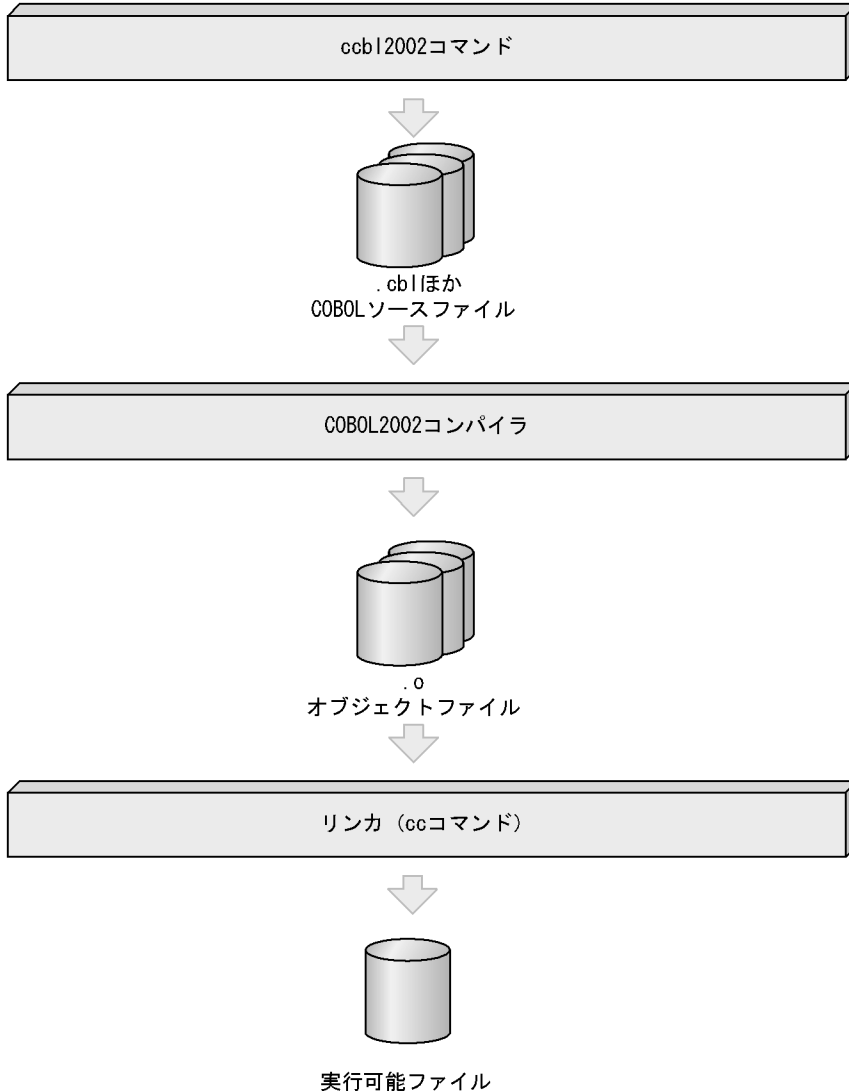 ccbl2002コマンド
.cblほか
COBOLソースファイル
COBOL2002コンパイラ
.o
オブジェクトファイル
リンカ（ccコマンド）
実行可能ファイル